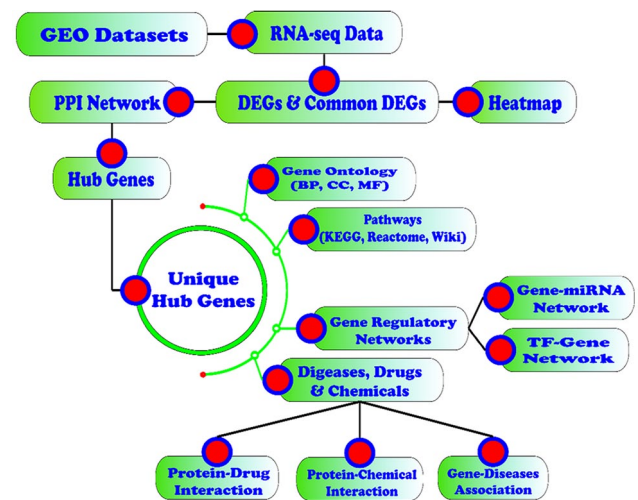 GEO Datasets
RNA-seq Data
PPI Network
DEGs & Common DEGs
Heatmap
Hub Genes
Gene Ontology
(BP, CC, MF)
Pathways
(KEGG, Reactome, Wiki)
Unique
Hub Genes
Gene Regulatory
Networks
Gene-miRNA
Network
TF-Gene
Network
Digeases, Drugs
& Chemicals
Protein-Drug
Interaction
Protein-Chemical
Interaction
Gene-Diseases
Association